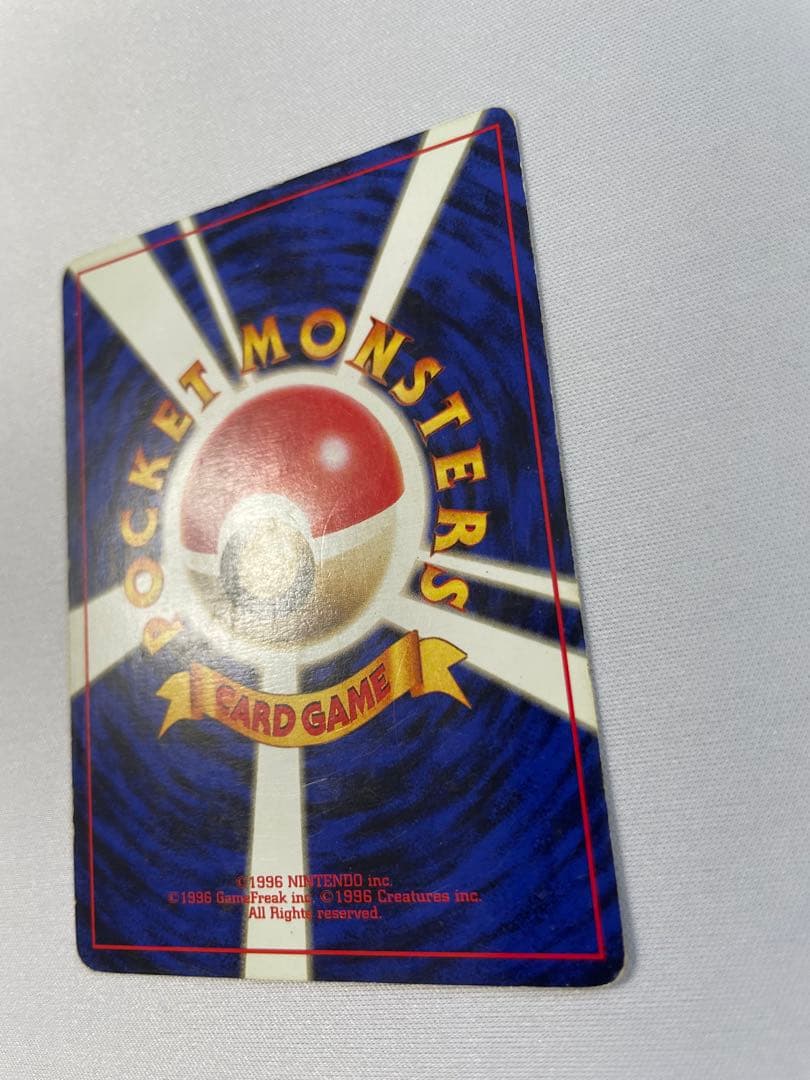 POCKET MONSTERS
CARD GAME
©1996 NINTENDO inc.
©1996 GameFreak inc. ©1996 Creatures inc.
All Rights reserved.